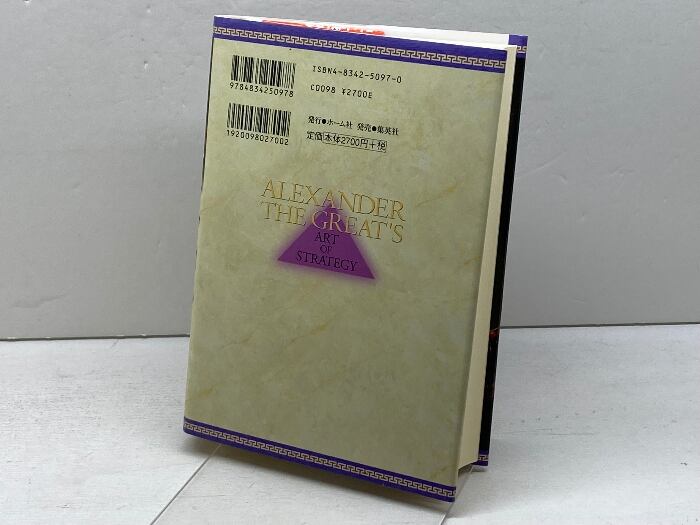 ISBN4-8342-5097-0
C0098 ¥2700E
9784834250978
1920098027002
発行●ホーム社 発売●集英社
定価 本体2700円+税
ALEXANDER
THE GREAT'S
ART
OF
STRATEGY